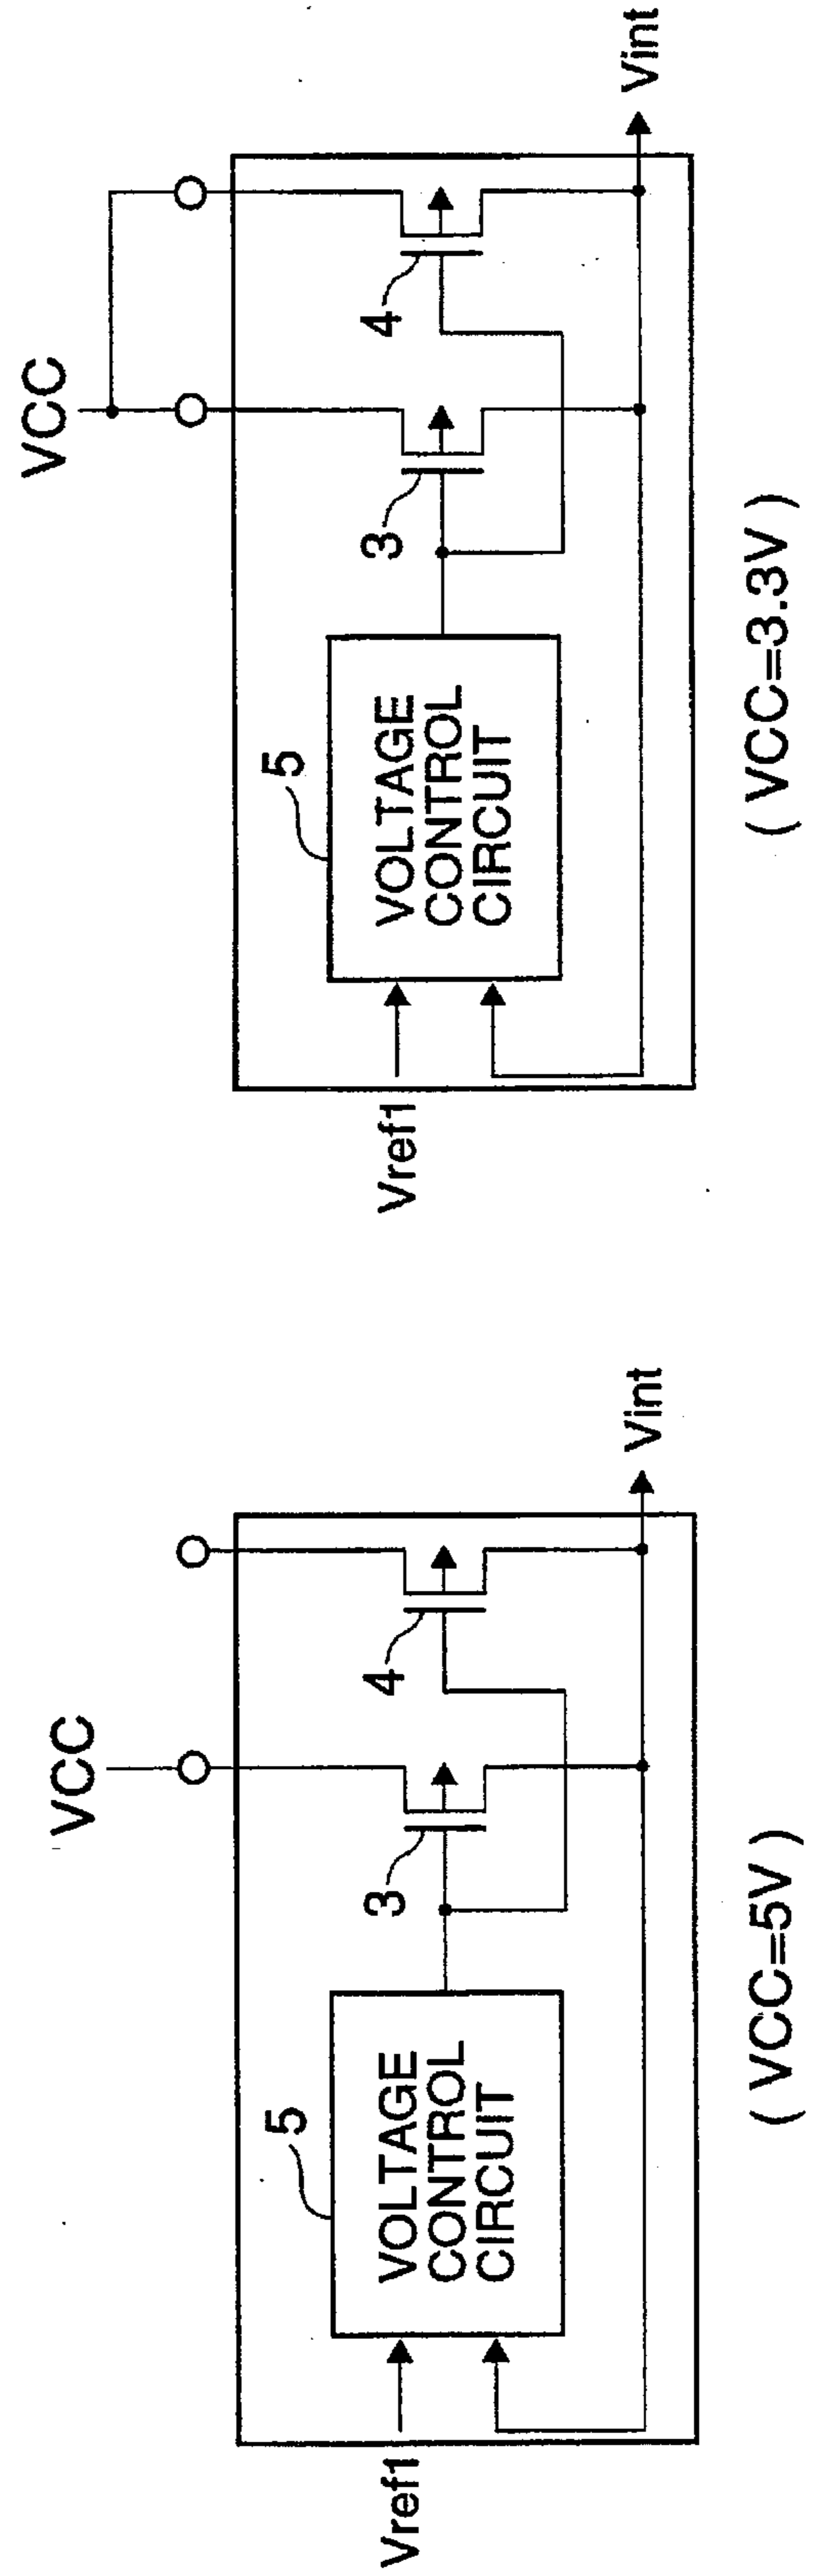 VCC
5
3
4
VOLTAGE
CONTROL
CIRCUIT
Vref1
Vint
( VCC=5V )
VCC
5
3
4
VOLTAGE
CONTROL
CIRCUIT
Vref1
Vint
( VCC=3.3V )